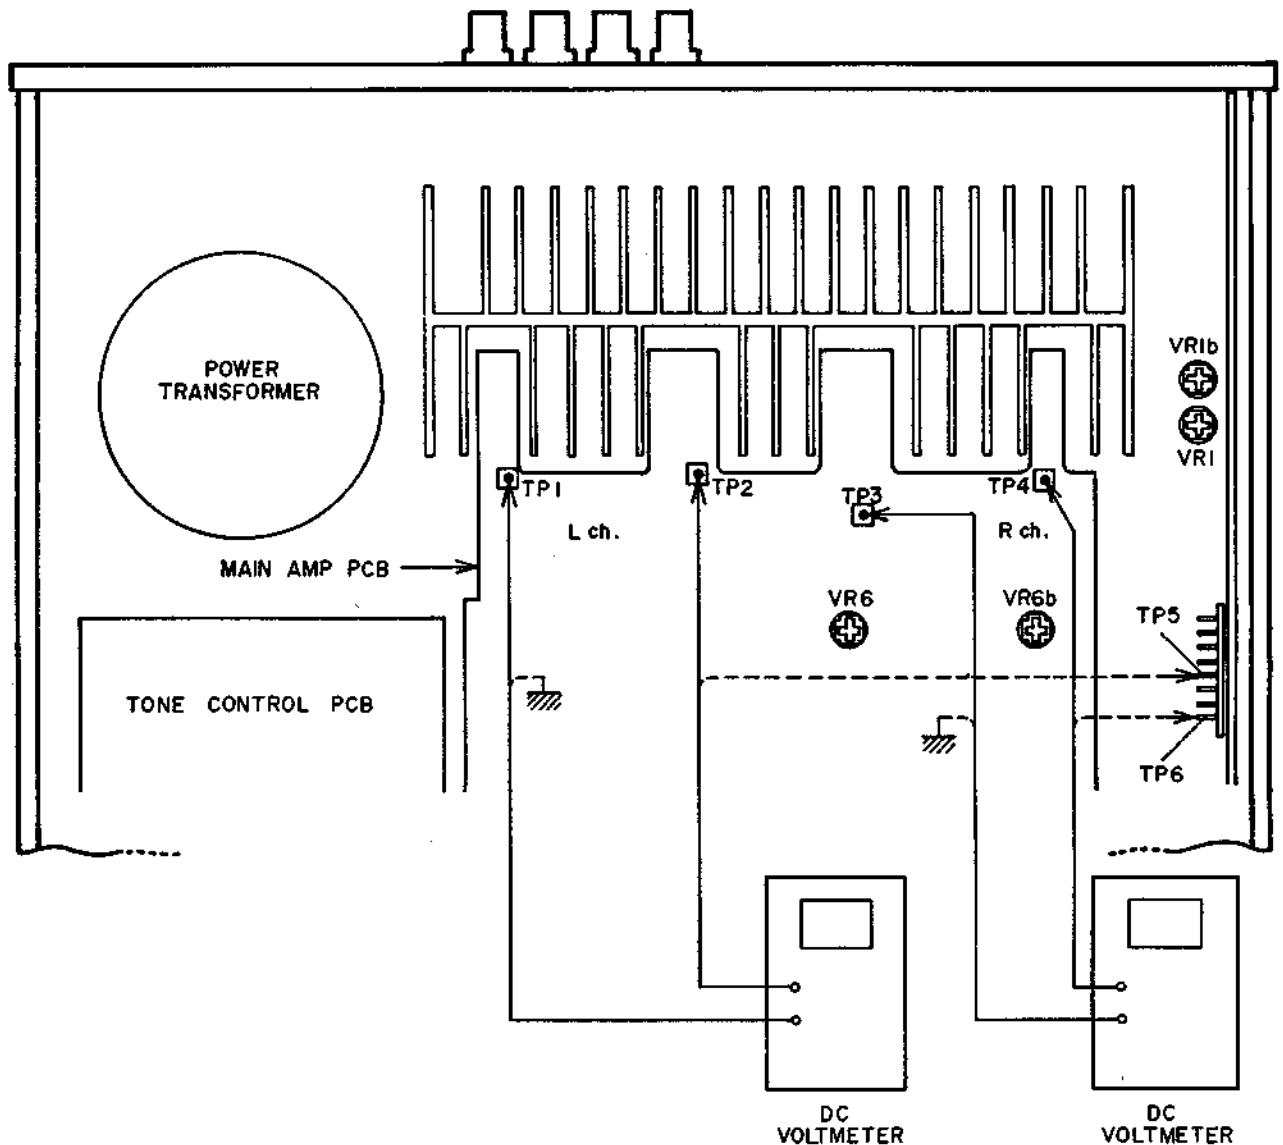 POWER
TRANSFORMER
VR1b
VR1
TP1
TP2
TP3
TP4
L ch.
R ch.
MAIN AMP PCB
VR6
VR6b
TP5
TONE CONTROL PCB
TP6
DC
VOLTMETER
DC
VOLTMETER